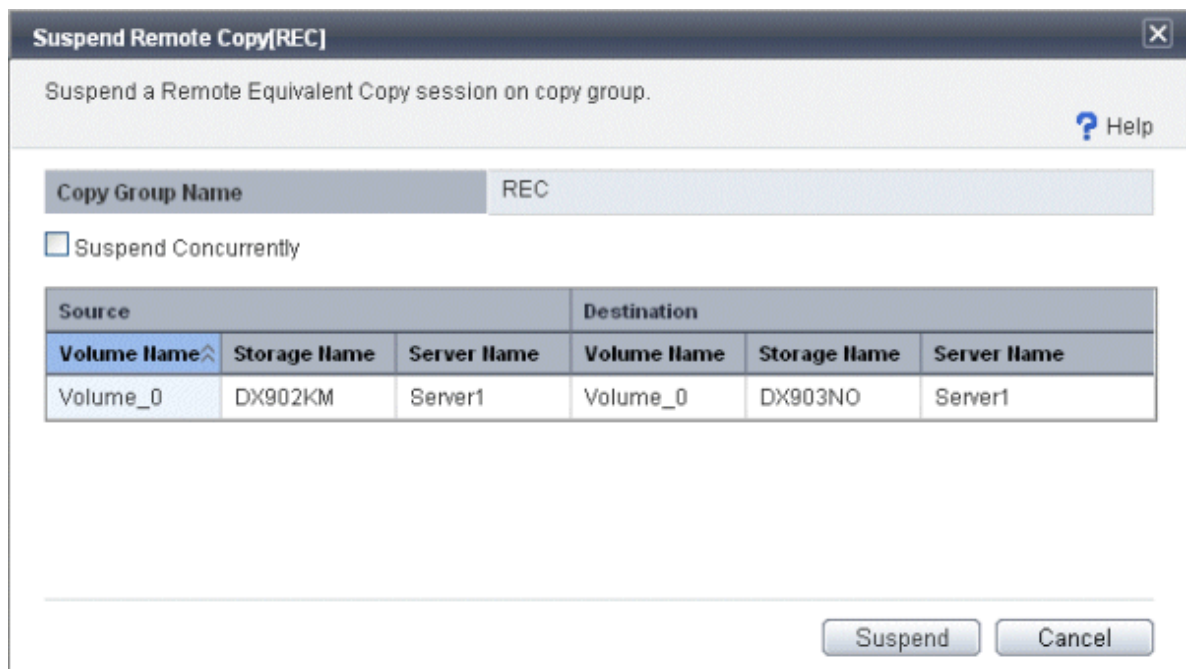 Suspend Remote Copy[REC]
Suspend a Remote Equivalent Copy session on copy group.
? Help
Copy Group Name REC
Suspend Concurrently
Source Destination
Volume Name Storage Name Server Name Volume Name Storage Name Server Name
Volume_0 DX902KM Server1 Volume_0 DX903NO Server1
Suspend Cancel